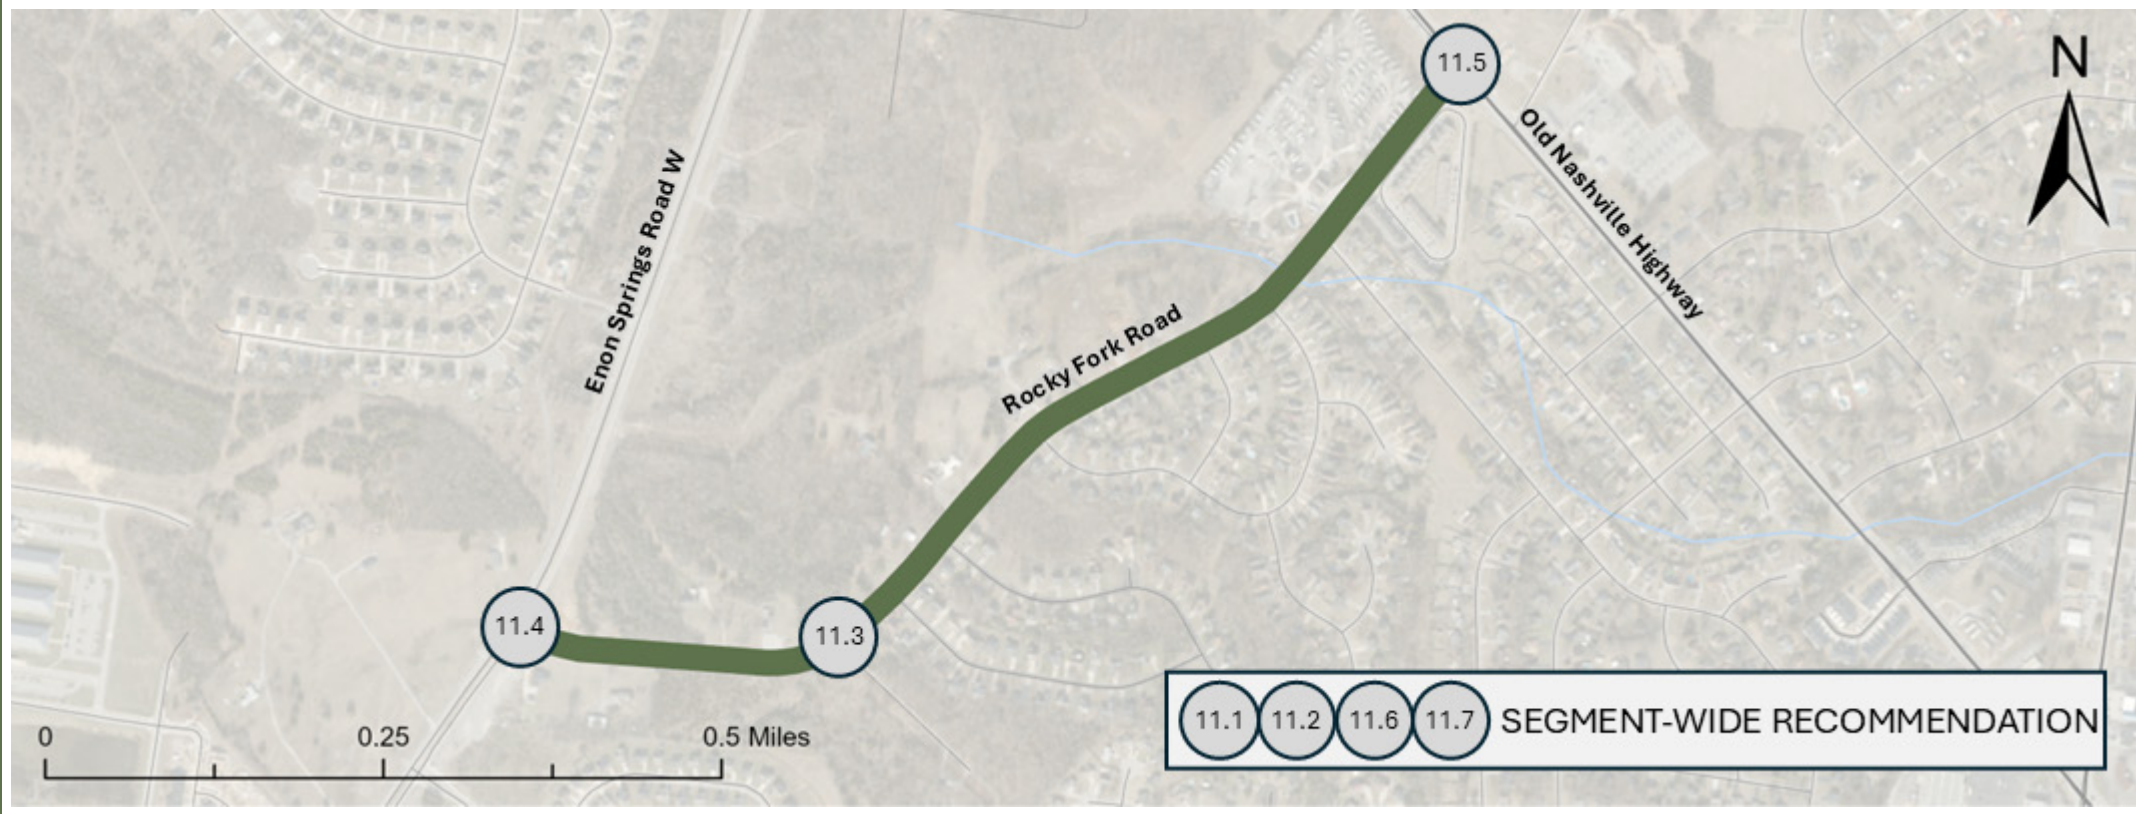 N
11.5
Old Nashville Highway
Enon Springs Road W
Rocky Fork Road
11.4
11.3
0 0.25 0.5 Miles
11.1 11.2 11.6 11.7 SEGMENT-WIDE RECOMMENDATION